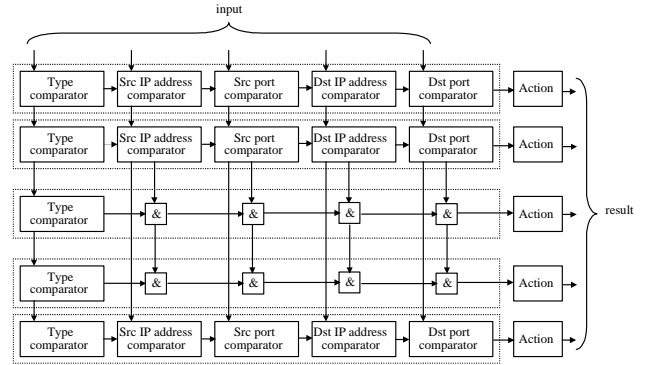 input
Type comparator
Src IP address comparator
Src port comparator
Dst IP address comparator
Dst port comparator
Action
Type comparator
Src IP address comparator
Src port comparator
Dst IP address comparator
Dst port comparator
Action
Type comparator
&
&
&
&
Action
result
Type comparator
&
&
&
&
Action
Type comparator
Src IP address comparator
Src port comparator
Dst IP address comparator
Dst port comparator
Action